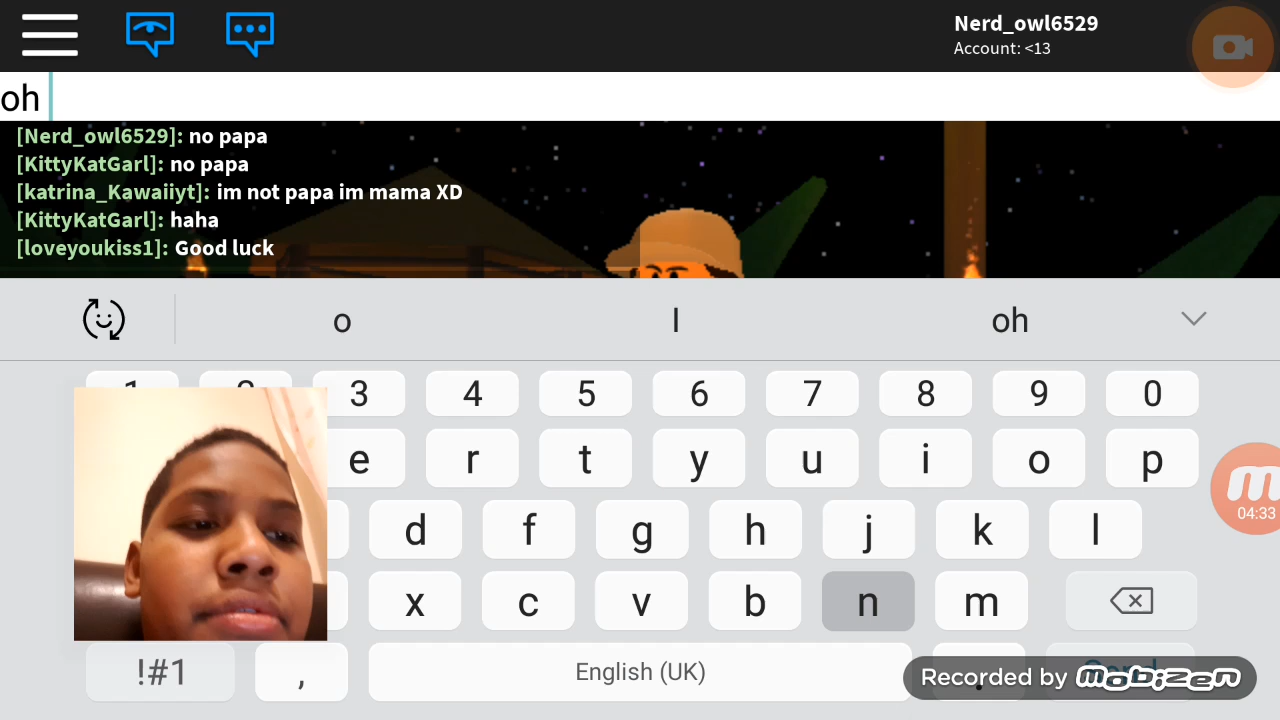 Nerd_owl6529
Account: <13
oh
[Nerd_owl6529]: no papa
[KittyKatGarl]: no papa
[katrina_Kawaiiyt]: im not papa im mama XD
[KittyKatGarl]: haha
[loveyoukiss1]: Good luck
o I oh
3 4 5 6 7 8 9 0
e r t y u i o p
d f g h j k l
04:33
x c v b n m
!#1 , English (UK) .
Recorded by mobizen